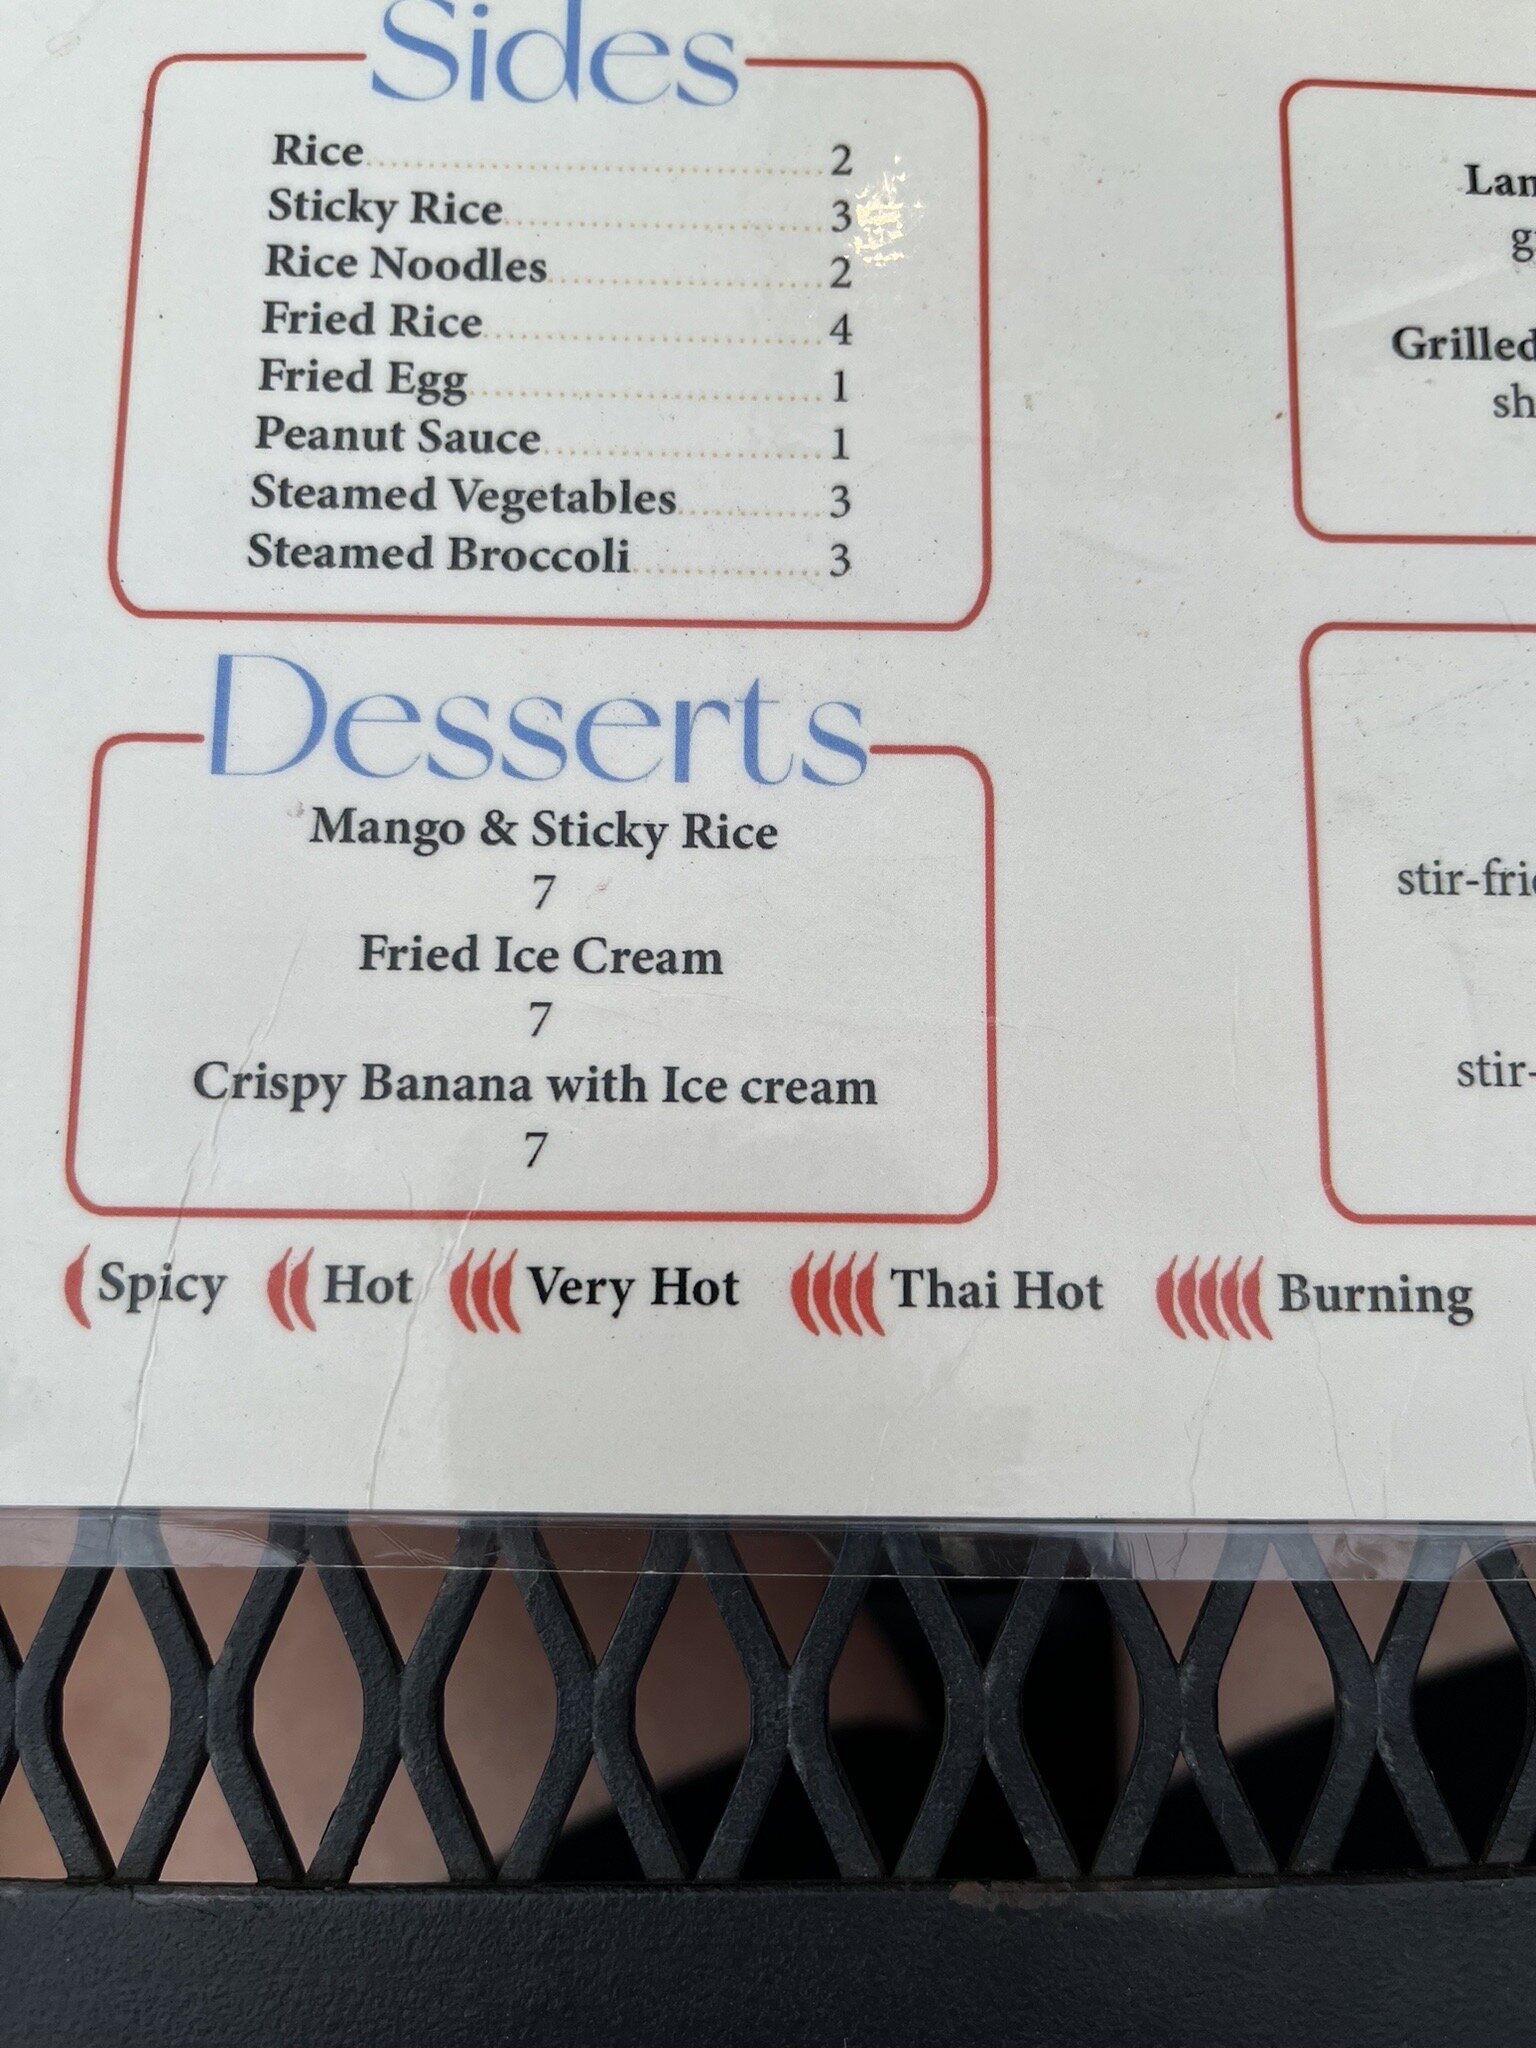 Sides
Rice 2
Sticky Rice 3
Rice Noodles 2
Fried Rice 4
Fried Egg 1
Peanut Sauce 1
Steamed Vegetables 3
Steamed Broccoli 3
Desserts
Mango & Sticky Rice
7
Fried Ice Cream
7
Crispy Banana with Ice cream
7
Spicy Hot Very Hot Thai Hot Burning
Grilled